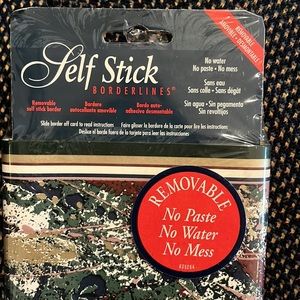 REMOVABLE
AMOVIBLE • DESMONTABLE
Self Stick
BORDERLINES®
No water
No paste • No mess
Sans eau
Sans colle • Sans dégât
Sin agua • Sin pegamento
Sin revoltijos
Removable
self stick border
Bordure
autocollante amovible
Borde auto-
adhesivo desmontable
Slide border off card to read instructions
Faire glisser la bordure de la carte pour lire les instructions
Deslice el borde fuera de la tarjeta para leer las instrucciones
REMOVABLE
No Paste
No Water
No Mess